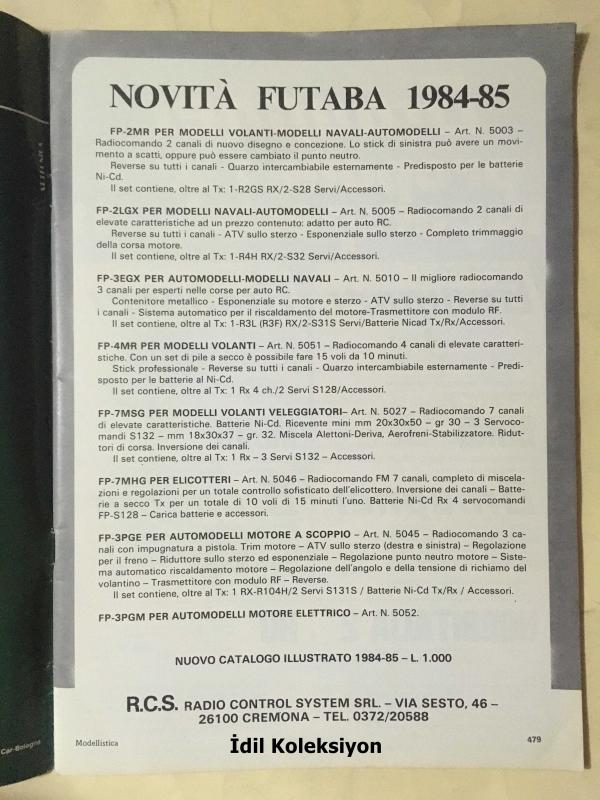 NOVITÀ FUTABA 1984-85
FP-2MR PER MODELLI VOLANTI-MODELLI NAVALI-AUTOMODELLI – Art. N. 5003 –
Radiocomando 2 canali di nuovo disegno e concezione. Lo stick di sinistra può avere un movi-
mento a scatti, oppure può essere cambiato il punto neutro.
Reverse su tutti i canali - Quarzo intercambiabile esternamente - Predisposto per le batterie
Ni-Cd.
Il set contiene, oltre al Tx: 1-R2GS RX/2-S28 Servi/Accessori.
FP-2LGX PER MODELLI NAVALI-AUTOMODELLI – Art. N. 5005 – Radiocomando 2 canali di
elevate caratteristiche ad un prezzo contenuto: adatto per auto RC.
Reverse su tutti i canali - ATV sullo sterzo - Esponenziale sullo sterzo - Completo trimmaggio
della corsa motore.
Il set contiene, oltre al Tx: 1-R4H RX/2-S32 Servi/Accessori.
FP-3EGX PER AUTOMODELLI-MODELLI NAVALI – Art. N. 5010 – Il migliore radiocomando
3 canali per esperti nelle corse per auto RC.
Contenitore metallico - Esponenziale su motore e sterzo - ATV sullo sterzo - Reverse su tutti
i canali - Sistema automatico per il riscaldamento del motore-Trasmettitore con modulo RF.
Il set contiene, oltre al Tx: 1-R3L (R3F) RX/2-S31S Servi/Batterie Nicad Tx/Rx/Accessori.
FP-4MR PER MODELLI VOLANTI – Art. N. 5051 – Radiocomando 4 canali di elevate caratteri-
stiche. Con un set di pile a secco è possibile fare 15 voli da 10 minuti.
Stick professionale - Reverse su tutti i canali - Quarzo intercambiabile esternamente - Predi-
sposto per le batterie al Ni-Cd.
Il set contiene, oltre al Tx: 1 Rx 4 ch./2 Servi S128/Accessori.
FP-7MSG PER MODELLI VOLANTI VELEGGIATORI– Art. N. 5027 – Radiocomando 7 canali
di elevate caratteristiche. Batterie Ni-Cd. Ricevente mini mm 20x30x50 – gr 30 – 3 Servoco-
mandi S132 – mm 18x30x37 – gr. 32. Miscela Alettoni-Deriva, Aerofreni-Stabilizzatore. Ridut-
tori di corsa. Inversione dei canali.
Il set contiene, oltre al Tx: 1 Rx – 3 Servi S132 – Accessori.
FP-7MHG PER ELICOTTERI – Art. N. 5046 – Radiocomando FM 7 canali, completo di miscela-
zioni e regolazioni per un totale controllo sofisticato dell'elicottero. Inversione dei canali – Batte-
rie a secco Tx per un totale di 10 voli di 15 minuti l'uno. Batterie Ni-Cd Rx 4 servocomandi
FP-S128 – Carica batterie e accessori.
FP-3PGE PER AUTOMODELLI MOTORE A SCOPPIO – Art. N. 5045 – Radiocomando 3 ca-
nali con impugnatura a pistola. Trim motore – ATV sullo sterzo (destra e sinistra) – Regolazione
per il freno – Riduttore sullo sterzo ed esponenziale – Regolazione punto neutro motore – Siste-
ma automatico riscaldamento motore – Regolazione dell'angolo e della tensione di richiamo del
volantino – Trasmettitore con modulo RF – Reverse.
Il set contiene, oltre al Tx: 1 RX-R104H/2 Servi S131S / Batterie Ni-Cd Tx/Rx / Accessori.
FP-3PGM PER AUTOMODELLI MOTORE ELETTRICO – Art. N. 5052.
NUOVO CATALOGO ILLUSTRATO 1984-85 – L. 1.000
R.C.S. RADIO CONTROL SYSTEM SRL – VIA SESTO, 46 –
26100 CREMONA – TEL. 0372/20588
Car-Bologna
Modellistica
479
İdil Koleksiyon